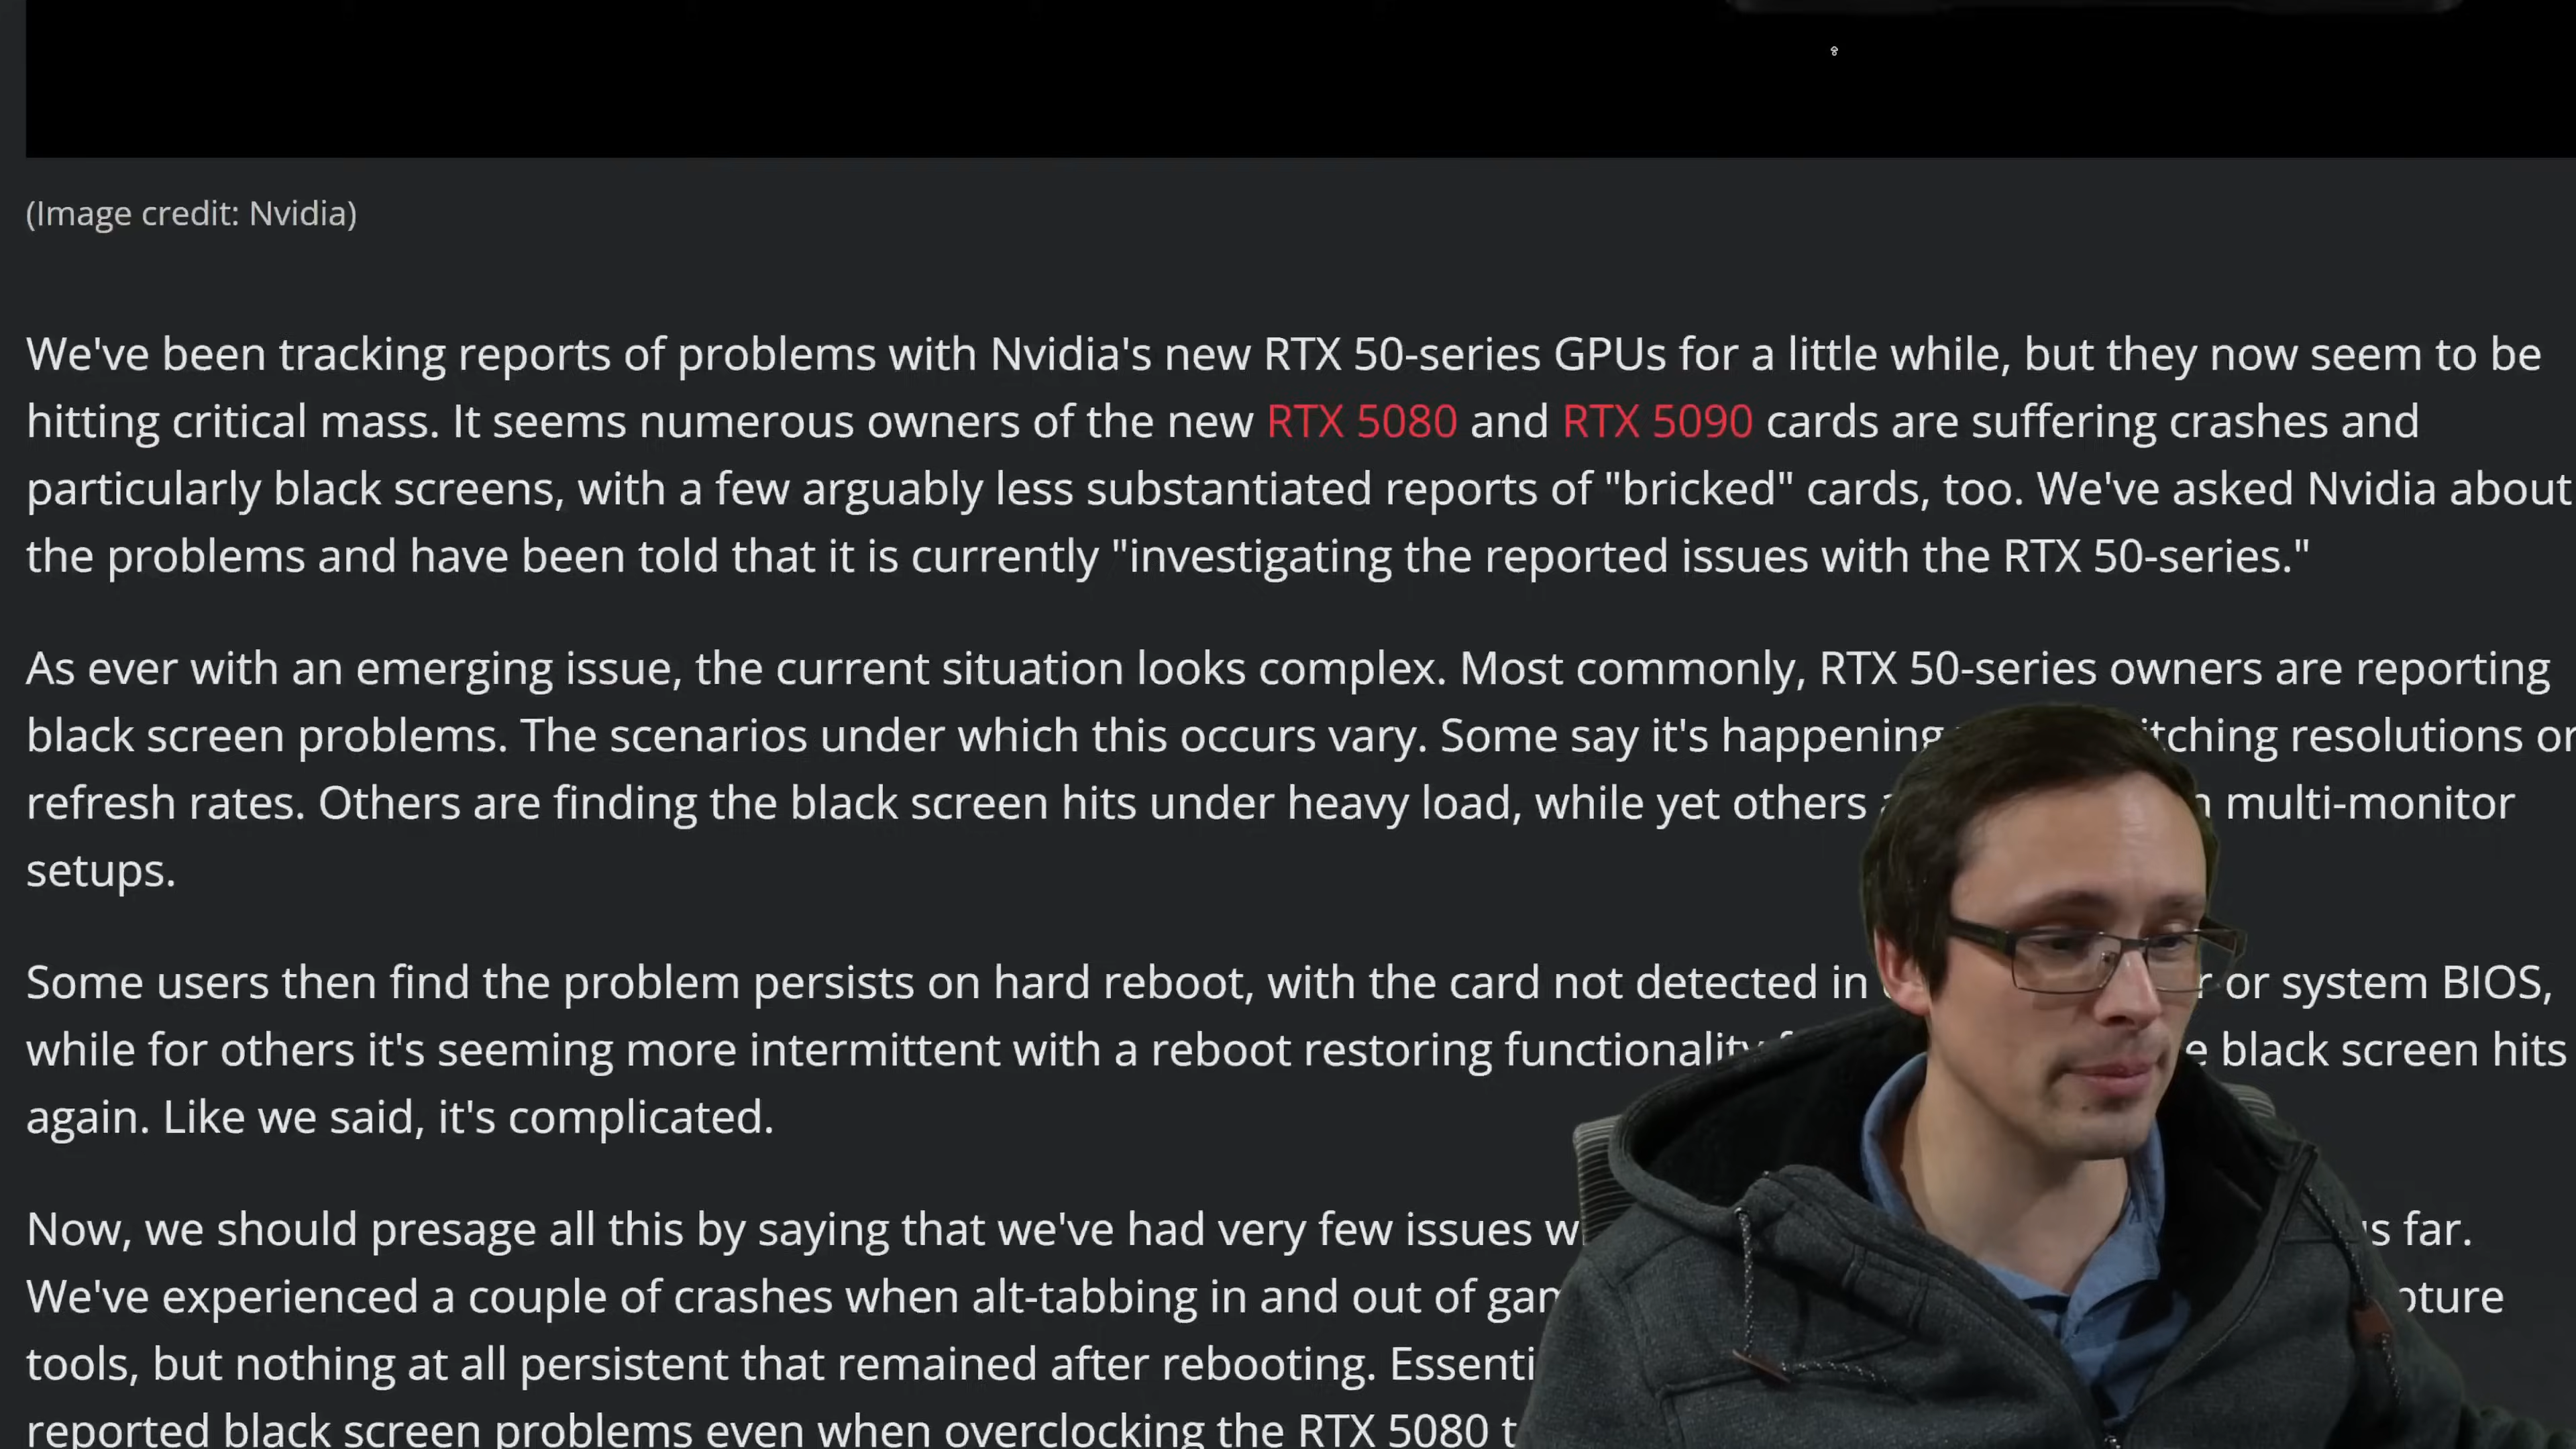 (Image credit: Nvidia)
We've been tracking reports of problems with Nvidia's new RTX 50-series GPUs for a little while, but they now seem to be
hitting critical mass. It seems numerous owners of the new RTX 5080 and RTX 5090 cards are suffering crashes and
particularly black screens, with a few arguably less substantiated reports of "bricked" cards, too. We've asked Nvidia about
the problems and have been told that it is currently "investigating the reported issues with the RTX 50-series."
As ever with an emerging issue, the current situation looks complex. Most commonly, RTX 50-series owners are reporting
black screen problems. The scenarios under which this occurs vary. Some say it's happening resolutions or
refresh rates. Others are finding the black screen hits under heavy load, while yet others multi-monitor
setups.
Some users then find the problem persists on hard reboot, with the card not detected in or system BIOS,
while for others it's seeming more intermittent with a reboot restoring functionality black screen hits
again. Like we said, it's complicated.
Now, we should presage all this by saying that we've had very few issues far.
We've experienced a couple of crashes when alt-tabbing in and out of
tools, but nothing at all persistent that remained after rebooting.
reported black screen problems even when overclocking the RTX 5080